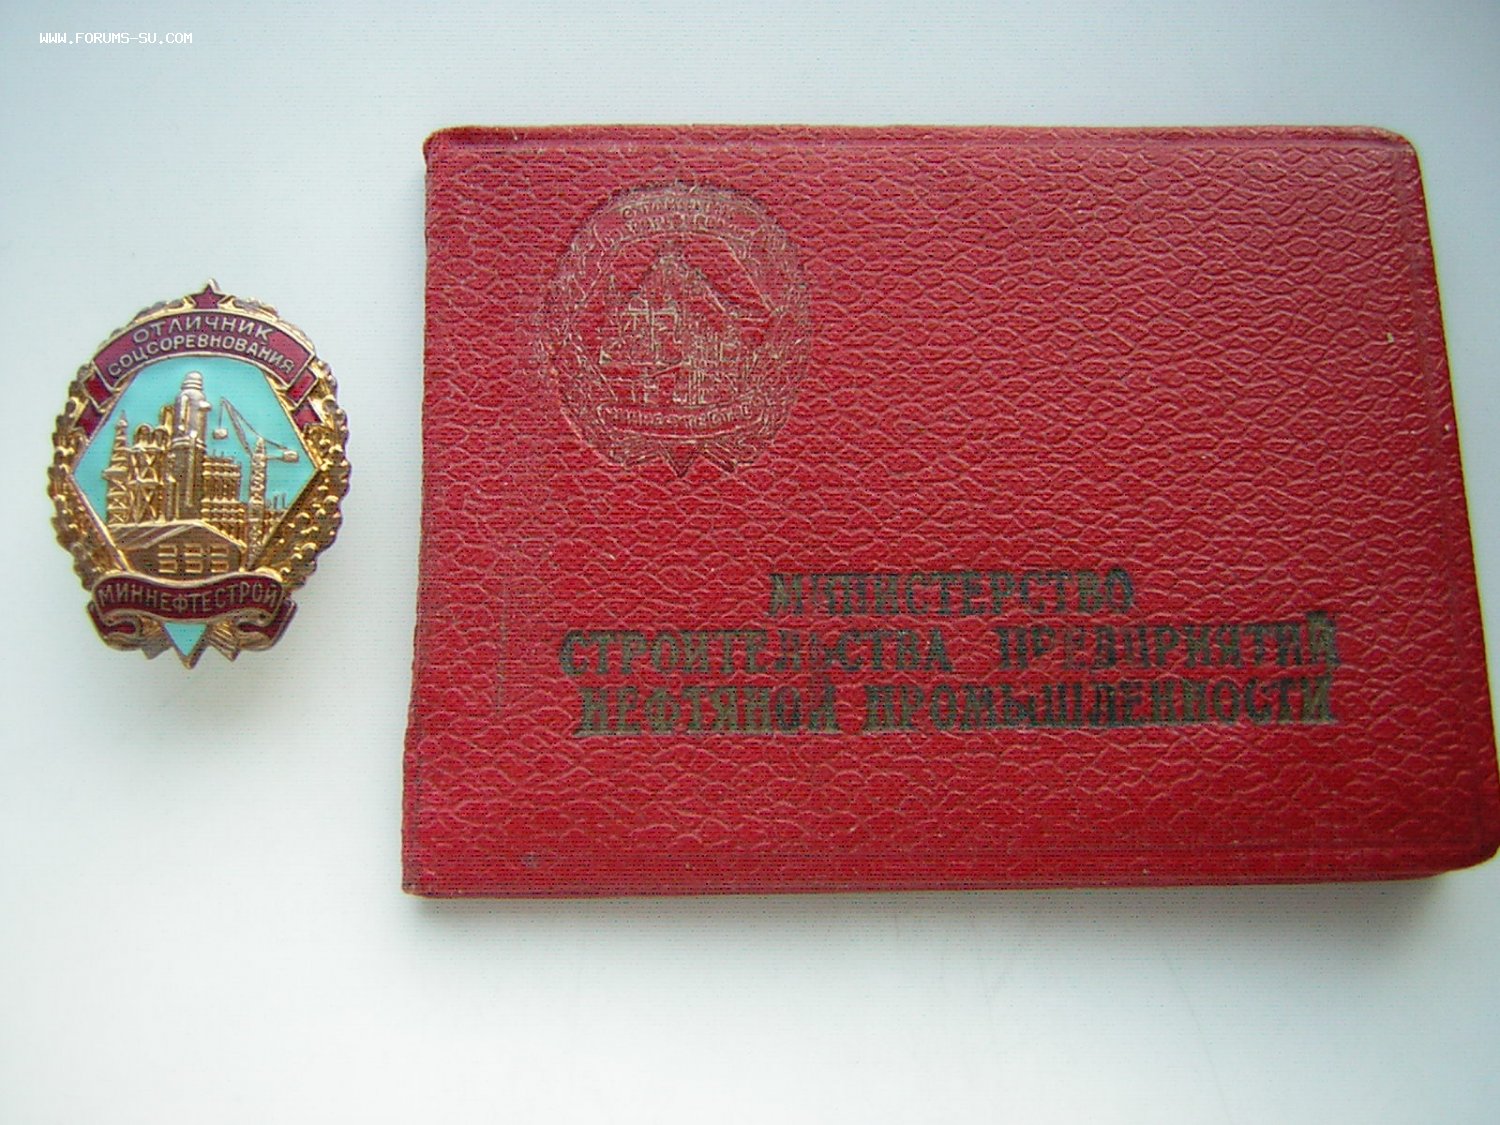 WWW.FORUMS-SU.COM
ОТЛИЧНИК
СОЦСОРЕВНОВАНИЯ
МИННЕФТЕСТРОЙ
МИНИСТЕРСТВО
СТРОИТЕЛЬСТВА ПРЕДПРИЯТИЙ
НЕФТЯНОЙ ПРОМЫШЛЕННОСТИ